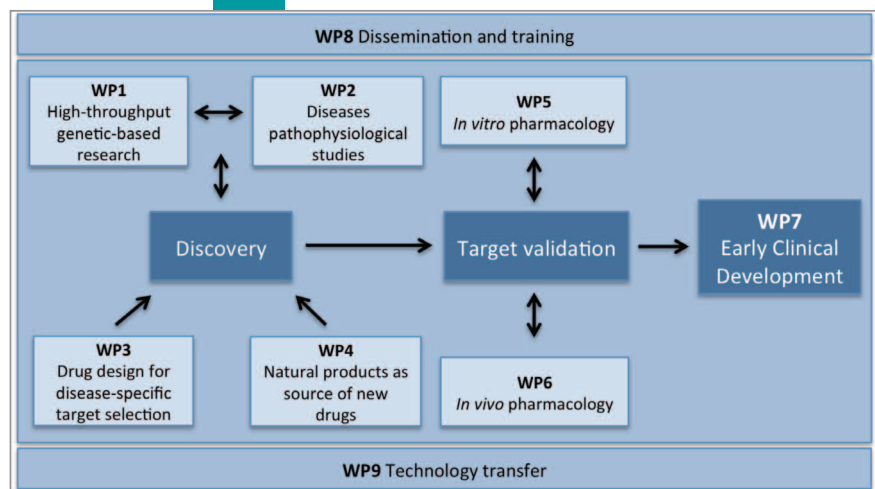 WP8 Dissemination and training
WP1
High-throughput
genetic-based
research
WP2
Diseases
pathophysiological
studies
WP5
In vitro pharmacology
Discovery
Target validation
WP7
Early Clinical
Development
WP3
Drug design for
disease-specific
target selection
WP4
Natural products as
source of new
drugs
WP6
In vivo pharmacology
WP9 Technology transfer